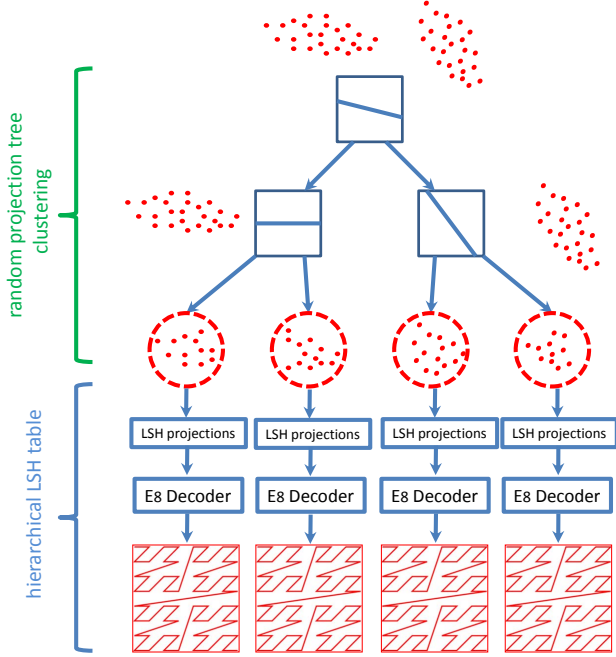 random projection tree
clustering
hierarchical LSH table
LSH projections
LSH projections
LSH projections
LSH projections
E8 Decoder
E8 Decoder
E8 Decoder
E8 Decoder